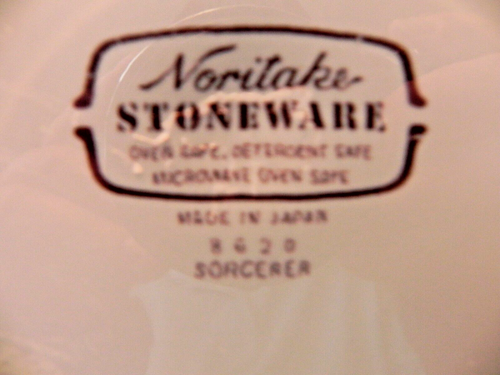 Noritake
STONEWARE
OVEN SAFE, DETERGENT SAFE
MICROWAVE OVEN SAFE
MADE IN JAPAN
8620
SORCERER